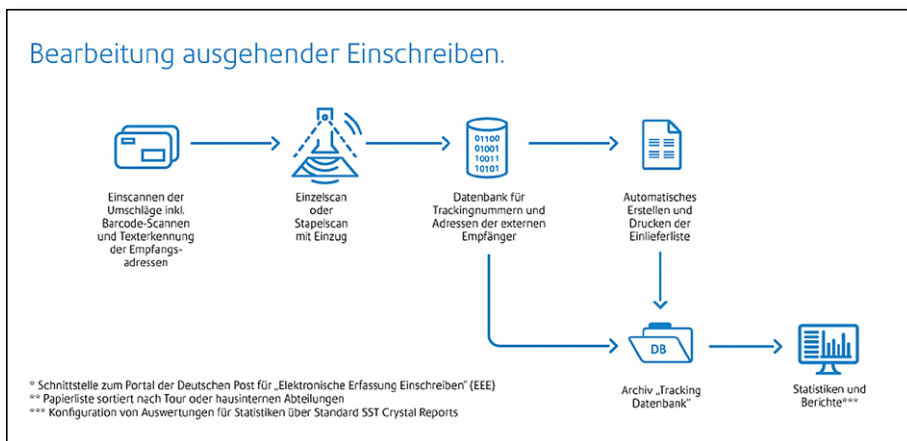 Bearbeitung ausgehender Einschreiben.
01100
01001
10011
10101
Einscannen der
Umschläge inkl.
Barcode-Scannen
und Texterkennung
der Empfangs-
adressen
Einzelscan
oder
Stapelscan
mit Einzug
Datenbank für
Trackingnummern und
Adressen der externen
Empfänger
Automatisches
Erstellen und
Drucken der
Einlieferliste
DB
Archiv „Tracking
Datenbank"
Statistiken und
Berichte***
* Schnittstelle zum Portal der Deutschen Post für „Elektronische Erfassung Einschreiben" (EEE)
** Papierliste sortiert nach Tour oder hausinternen Abteilungen
*** Konfiguration von Auswertungen für Statistiken über Standard SST Crystal Reports